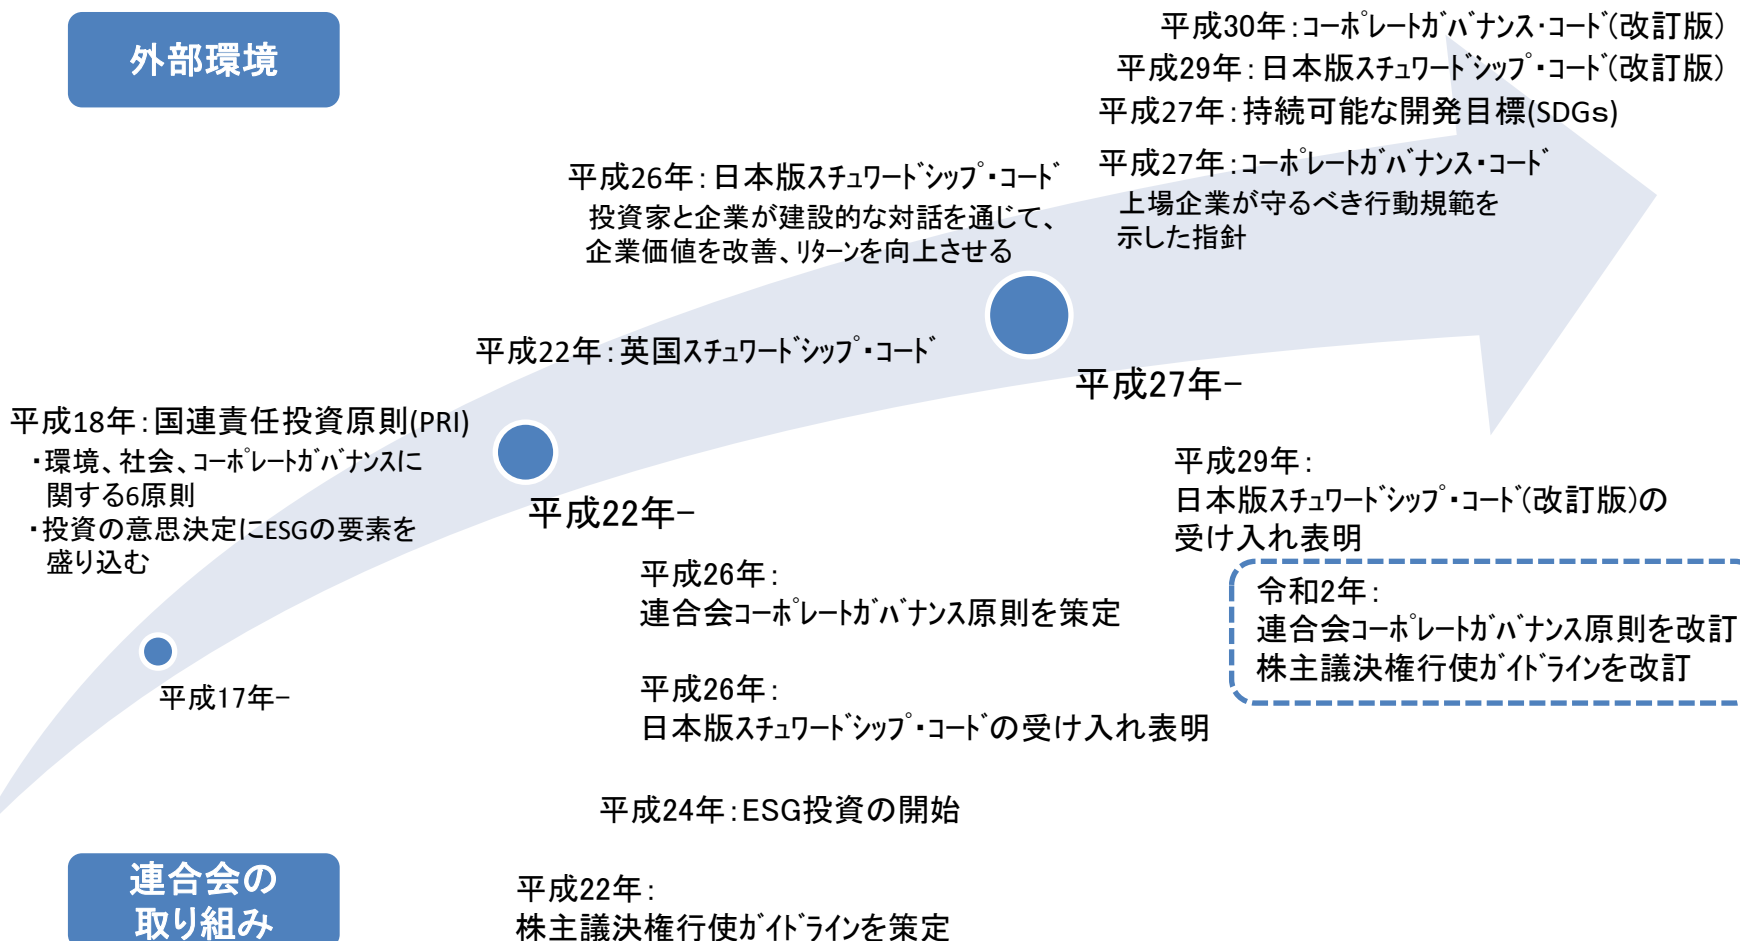 外部環境
平成30年：ｺｰﾎﾟﾚｰﾄｶﾞﾊﾞﾅﾝｽ・ｺｰﾄﾞ（改訂版）
平成29年：日本版ｽﾁｭﾜｰﾄﾞｼｯﾌﾟ・ｺｰﾄﾞ（改訂版）
平成27年：持続可能な開発目標(SDGｓ)
平成27年：ｺｰﾎﾟﾚｰﾄｶﾞﾊﾞﾅﾝｽ・ｺｰﾄﾞ
上場企業が守るべき行動規範を
示した指針
平成26年：日本版ｽﾁｭﾜｰﾄﾞｼｯﾌﾟ・ｺｰﾄﾞ
投資家と企業が建設的な対話を通じて、
企業価値を改善、ﾘﾀｰﾝを向上させる
平成22年：英国ｽﾁｭﾜｰﾄﾞｼｯﾌﾟ・ｺｰﾄﾞ
平成18年：国連責任投資原則(PRI)
・環境、社会、ｺｰﾎﾟﾚｰﾄｶﾞﾊﾞﾅﾝｽに
関する6原則
・投資の意思決定にESGの要素を
盛り込む
平成17年−
平成22年−
平成27年−
平成29年：
日本版ｽﾁｭﾜｰﾄﾞｼｯﾌﾟ・ｺｰﾄﾞ（改訂版）の
受け入れ表明
令和2年：
連合会ｺｰﾎﾟﾚｰﾄｶﾞﾊﾞﾅﾝｽ原則を改訂
株主議決権行使ｶﾞｲﾄﾞﾗｲﾝを改訂
平成26年：
連合会ｺｰﾎﾟﾚｰﾄｶﾞﾊﾞﾅﾝｽ原則を策定
平成26年：
日本版ｽﾁｭﾜｰﾄﾞｼｯﾌﾟ・ｺｰﾄﾞの受け入れ表明
平成24年：ESG投資の開始
連合会の
取り組み
平成22年：
株主議決権行使ｶﾞｲﾄﾞﾗｲﾝを策定